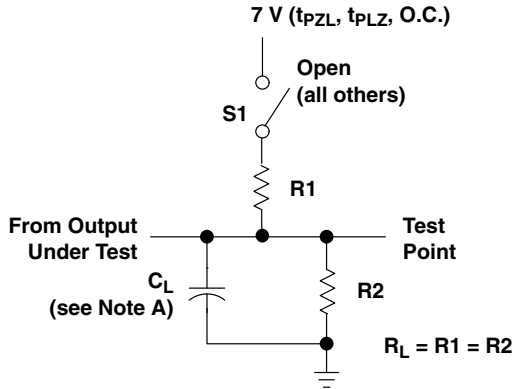 7 V (tPZL, tPLZ, O.C.)
Open
(all others)
S1
R1
From Output
Under Test
Test
Point
CL
(see Note A)
R2
RL = R1 = R2